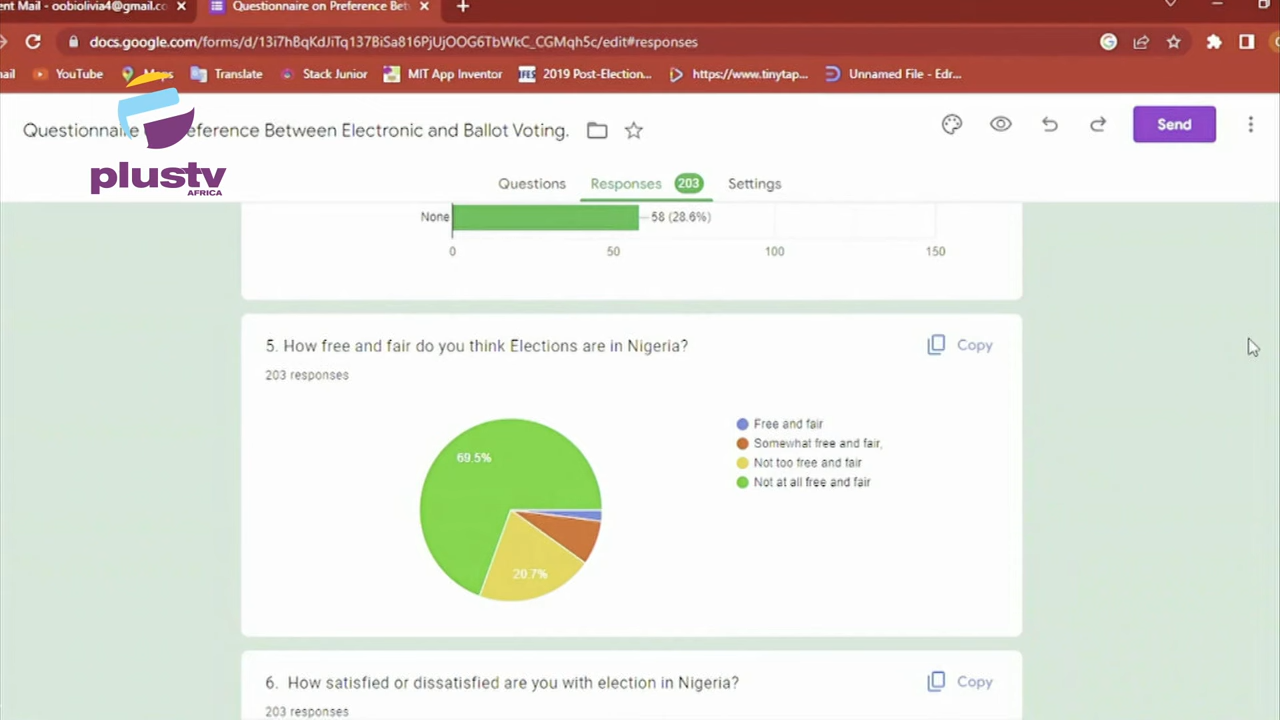 ent Mail - oobiolivia4@gmail.co
Questionnaire on Preference Bet
docs.google.com/forms/d/13i7hBqKdJiTq137BiSa816PjUjOOG6TbWkC_CGMqh5c/edit#responses
ail YouTube Maps Translate Stack Junior MIT App Inventor 2019 Post-Election... https://www.tinytap... Unnamed File - Edr...
Questionnaire Preference Between Electronic and Ballot Voting.
Send
plustv
AFRICA
Questions Responses 203 Settings
None 58 (28.6%)
0 50 100 150
5. How free and fair do you think Elections are in Nigeria?
Copy
203 responses
Free and fair
Somewhat free and fair,
Not too free and fair
Not at all free and fair
69.5%
20.7%
6. How satisfied or dissatisfied are you with election in Nigeria?
Copy
203 responses